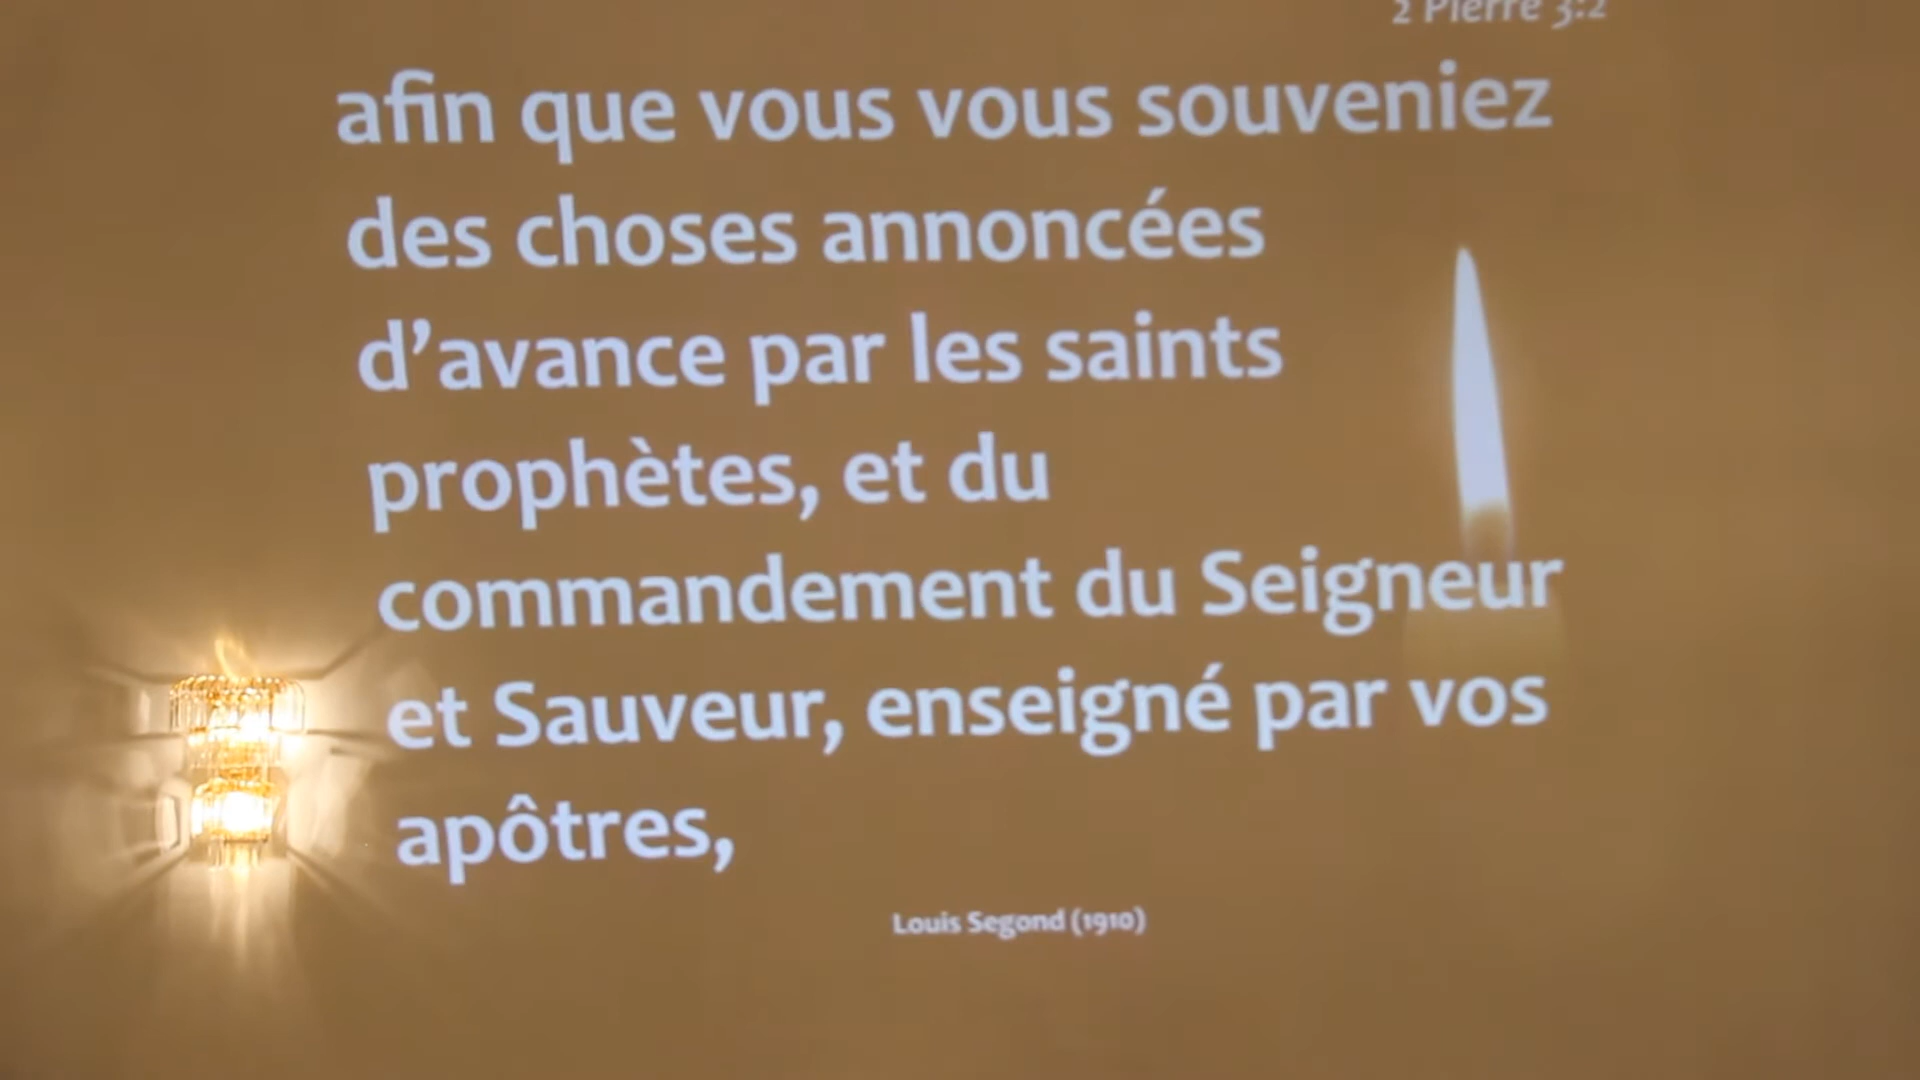 2 Pierre 3:2
afin que vous vous souveniez
des choses annoncées
d’avance par les saints
prophètes, et du
commandement du Seigneur
et Sauveur, enseigné par vos
apôtres,
Louis Segond (1910)